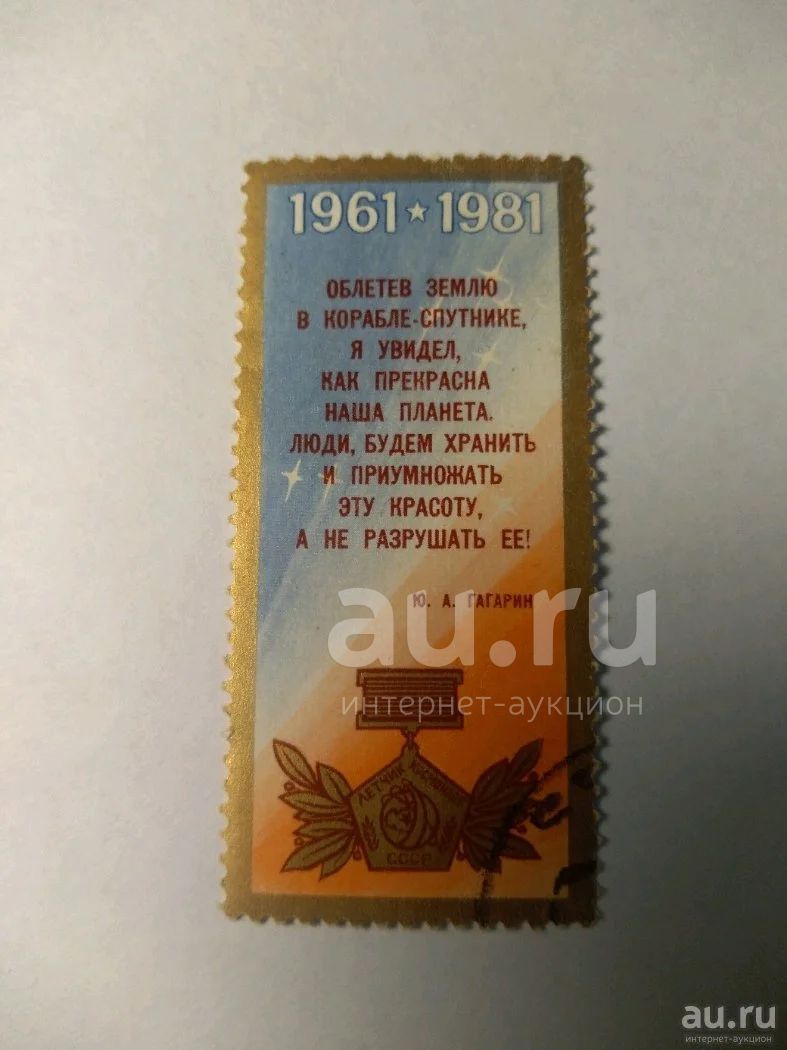 1961 ★ 1981
ОБЛЕТЕВ ЗЕМЛЮ
В КОРАБЛЕ-СПУТНИКЕ,
Я УВИДЕЛ,
КАК ПРЕКРАСНА
НАША ПЛАНЕТА.
ЛЮДИ, БУДЕМ ХРАНИТЬ
И ПРИУМНОЖАТЬ
ЭТУ КРАСОТУ,
А НЕ РАЗРУШАТЬ ЕЕ!
Ю. А. ГАГАРИН
au.ru
интернет-аукцион
ЛЕТЧИК
СССР
au.ru
интернет-аукцион